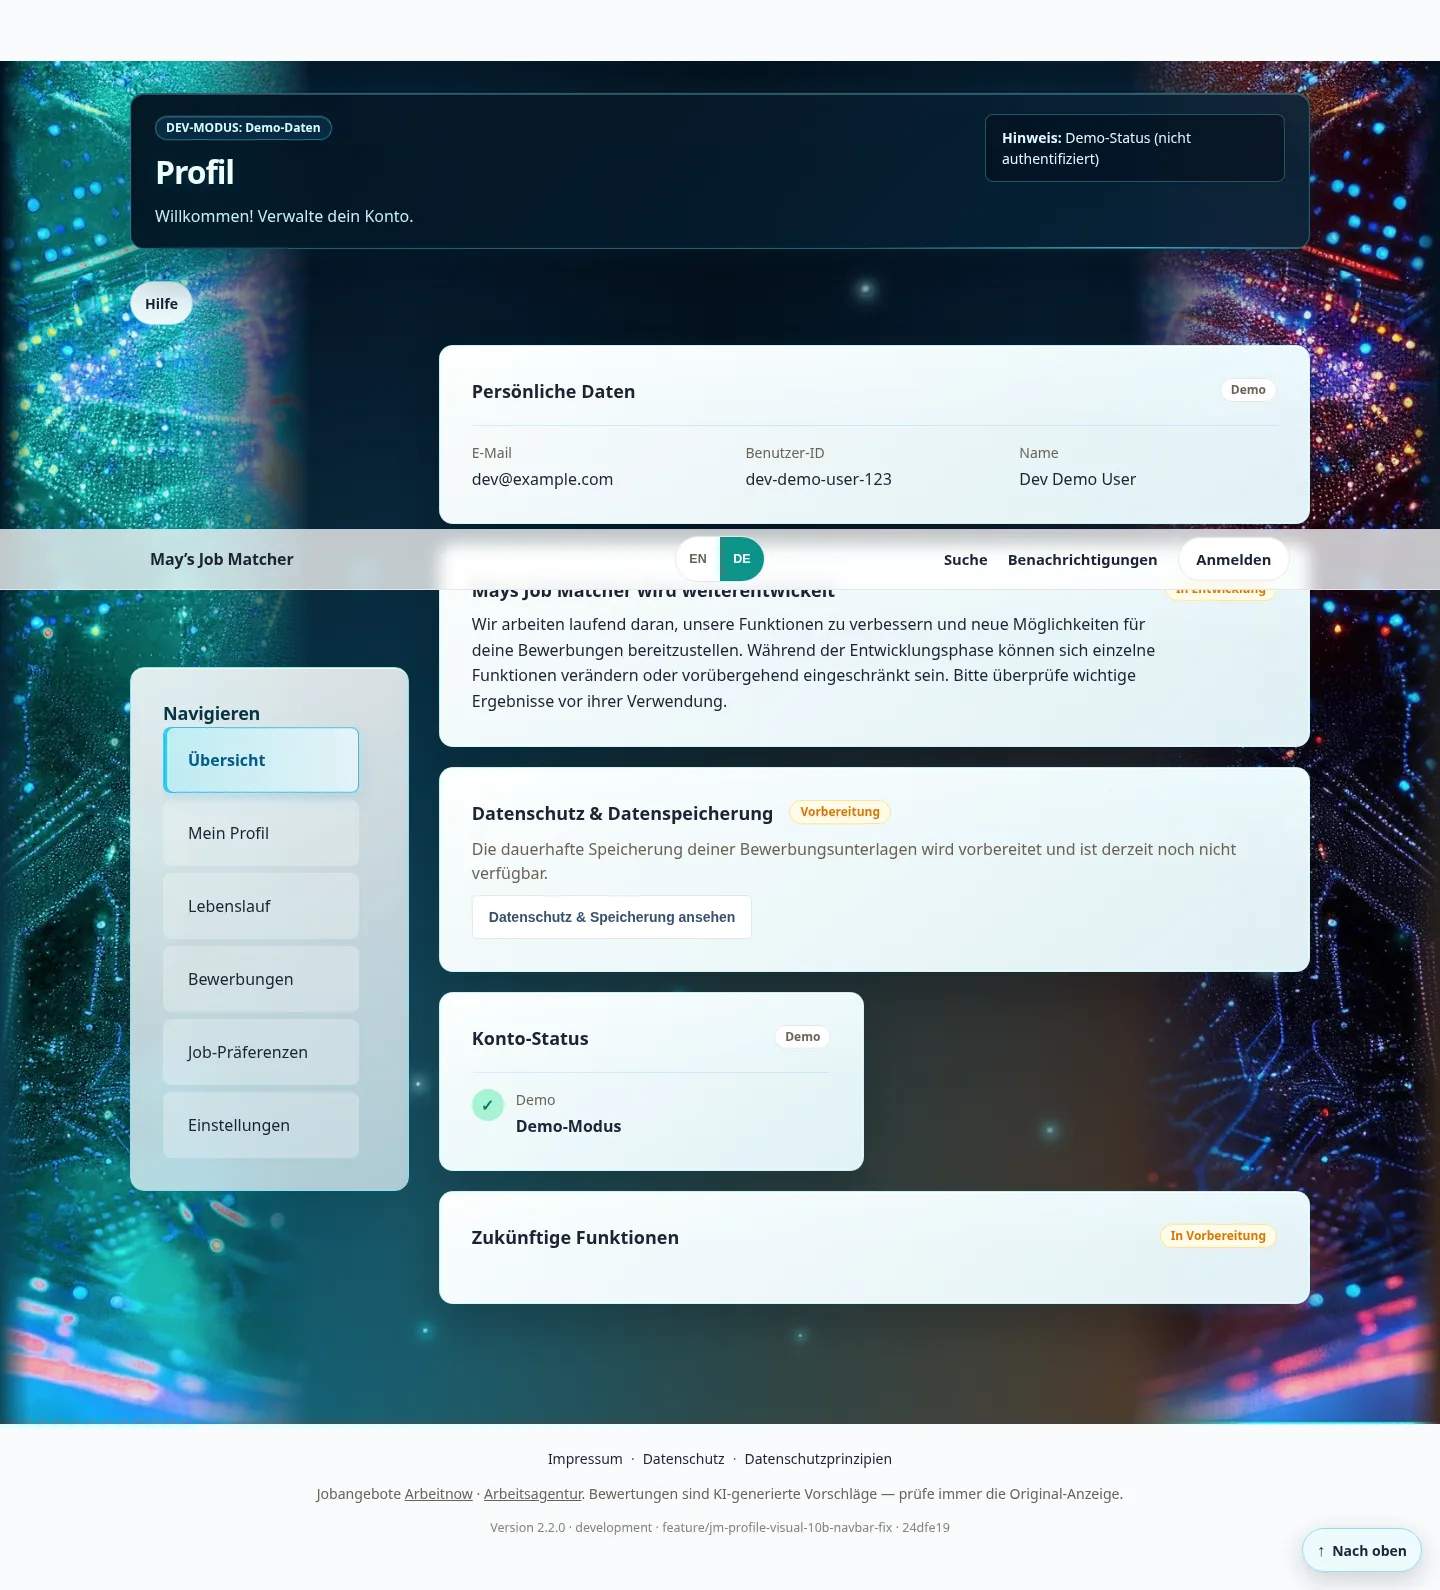 DEV-MODUS: Demo-Daten
Profil
Willkommen! Verwalte dein Konto.
Hinweis: Demo-Status (nicht
authentifiziert)
Hilfe
Persönliche Daten
Demo
E-Mail
Benutzer-ID
Name
dev@example.com
dev-demo-user-123
Dev Demo User
May’s Job Matcher
EN
DE
Suche
Benachrichtigungen
Anmelden
Mays Job Matcher wird weiterentwickelt
In Entwicklung
Wir arbeiten laufend daran, unsere Funktionen zu verbessern und neue Möglichkeiten für
deine Bewerbungen bereitzustellen. Während der Entwicklungsphase können sich einzelne
Funktionen verändern oder vorübergehend eingeschränkt sein. Bitte überprüfe wichtige
Ergebnisse vor ihrer Verwendung.
Navigieren
Übersicht
Mein Profil
Lebenslauf
Bewerbungen
Job-Präferenzen
Einstellungen
Datenschutz & Datenspeicherung
Vorbereitung
Die dauerhafte Speicherung deiner Bewerbungsunterlagen wird vorbereitet und ist derzeit noch nicht
verfügbar.
Datenschutz & Speicherung ansehen
Konto-Status
Demo
✓
Demo
Demo-Modus
Zukünftige Funktionen
In Vorbereitung
Impressum · Datenschutz · Datenschutzprinzipien
Jobangebote Arbeitnow · Arbeitsagentur. Bewertungen sind KI-generierte Vorschläge — prüfe immer die Original-Anzeige.
Version 2.2.0 · development · feature/jm-profile-visual-10b-navbar-fix · 24dfe19
↑ Nach oben